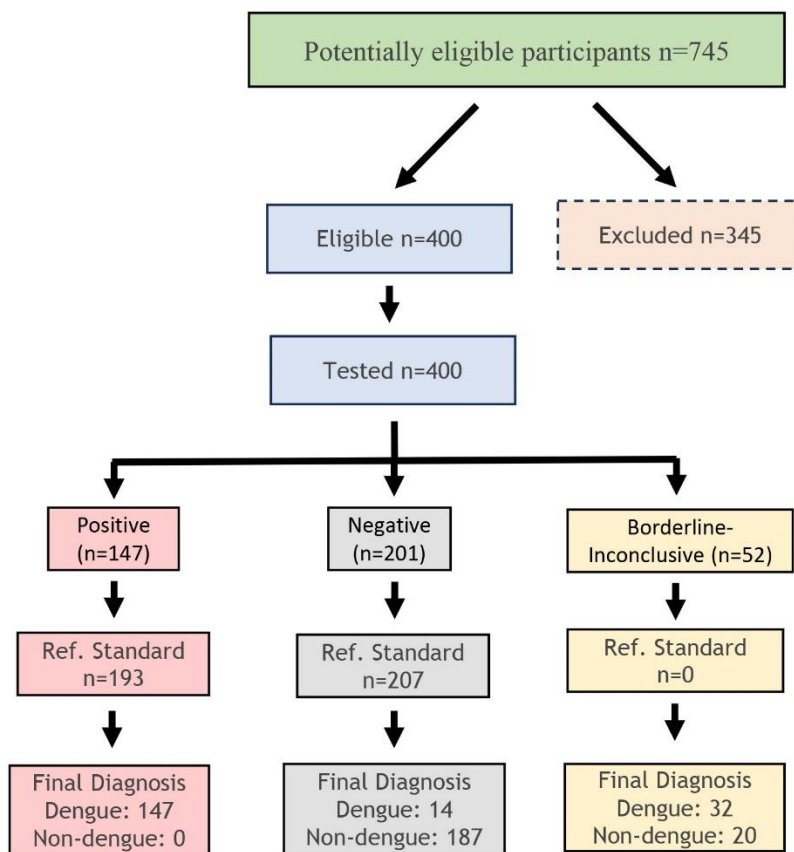 Potentially eligible participants n=745
Eligible n=400
Excluded n=345
Tested n=400
Positive
(n=147)
Negative
(n=201)
Borderline-
Inconclusive (n=52)
Ref. Standard
n=193
Ref. Standard
n=207
Ref. Standard
n=0
Final Diagnosis
Dengue: 147
Non-dengue: 0
Final Diagnosis
Dengue: 14
Non-dengue: 187
Final Diagnosis
Dengue: 32
Non-dengue: 20